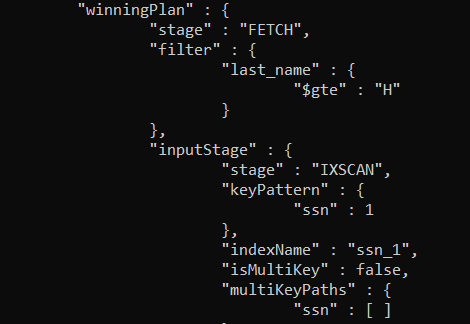 "winningPlan" : {
"stage" : "FETCH",
"filter" : {
"last_name" : {
"$gte" : "H"
}
},
"inputStage" : {
"stage" : "IXSCAN",
"keyPattern" : {
"ssn" : 1
},
"indexName" : "ssn_1",
"isMultiKey" : false,
"multiKeyPaths" : {
"ssn" : [ ]